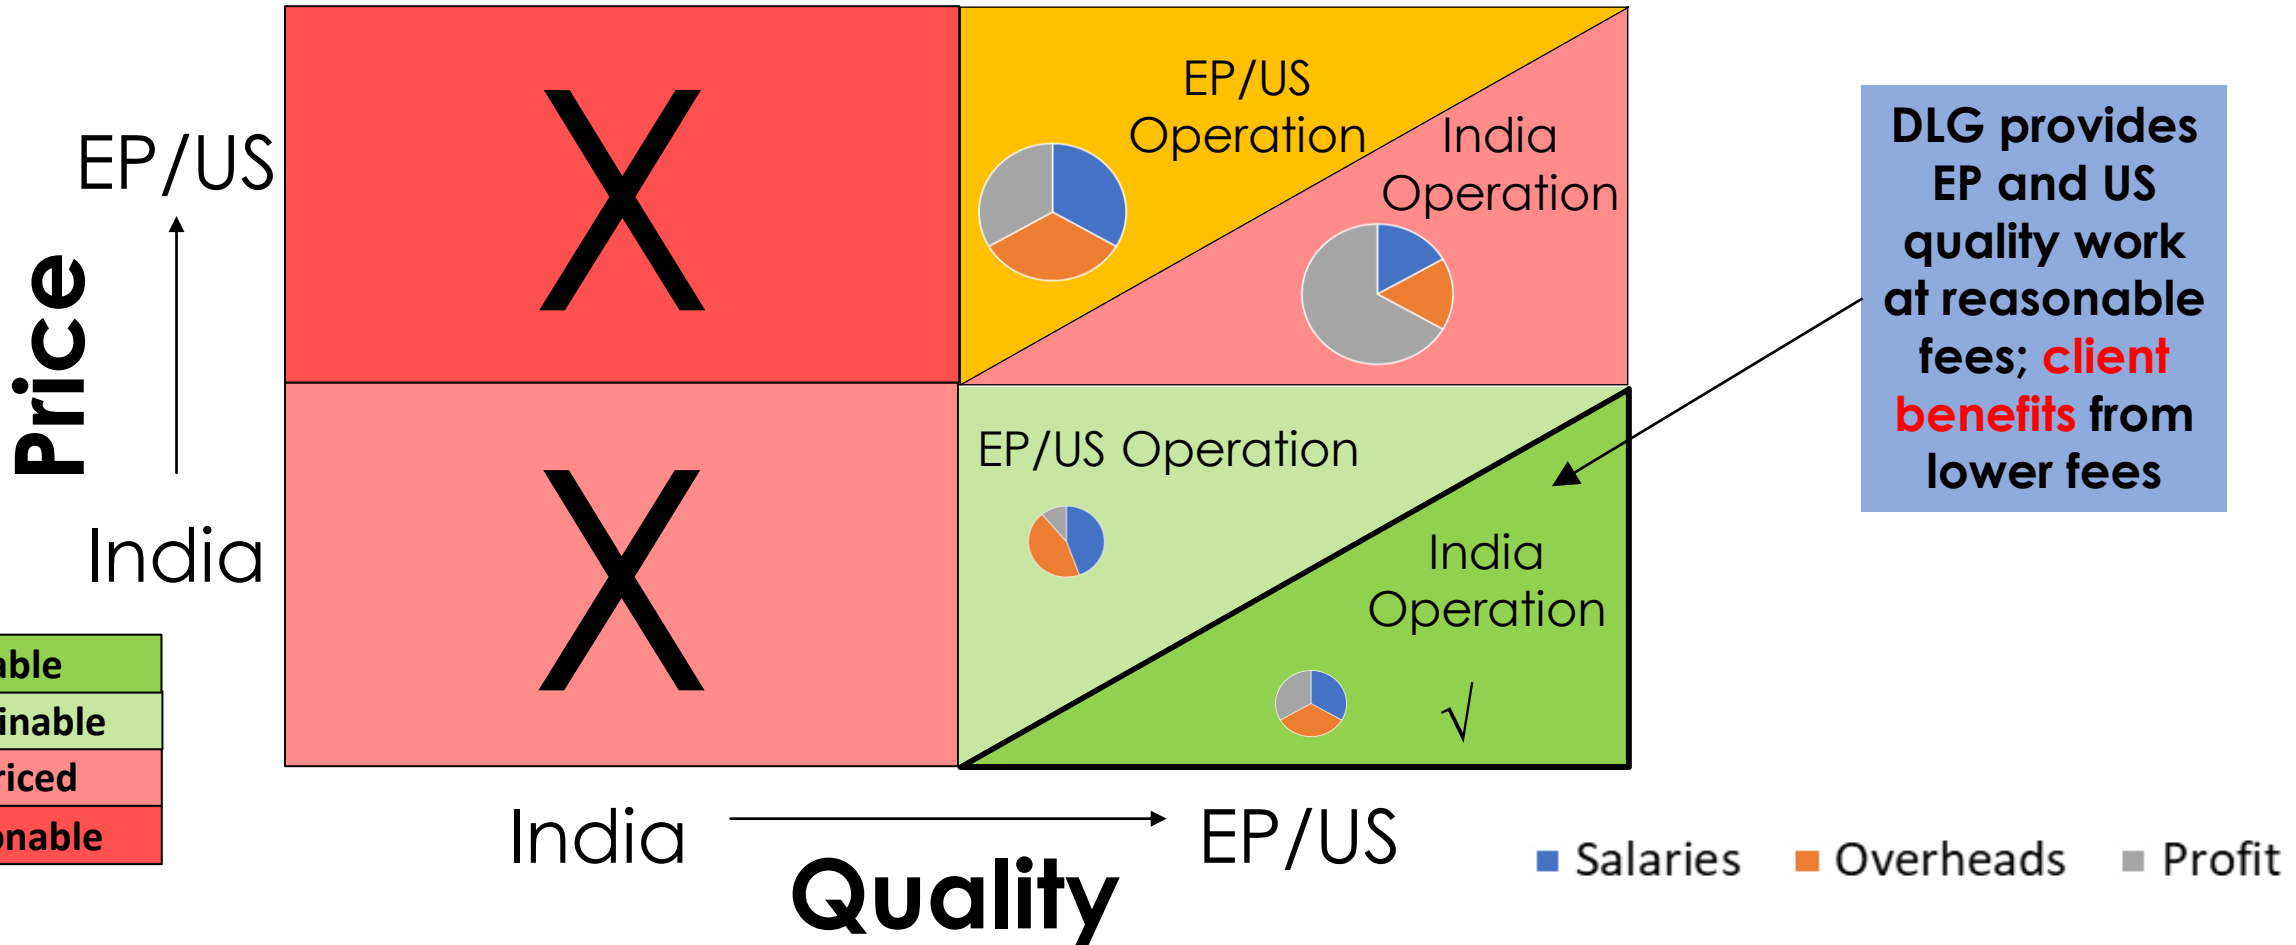 EP/US
Price
India
X
X
EP/US
Operation
India
Operation
EP/US Operation
India
Operation
√
DLG provides
EP and US
quality work
at reasonable
fees; client
benefits from
lower fees
able
inable
riced
onable
India
EP/US
Quality
Salaries
Overheads
Profit